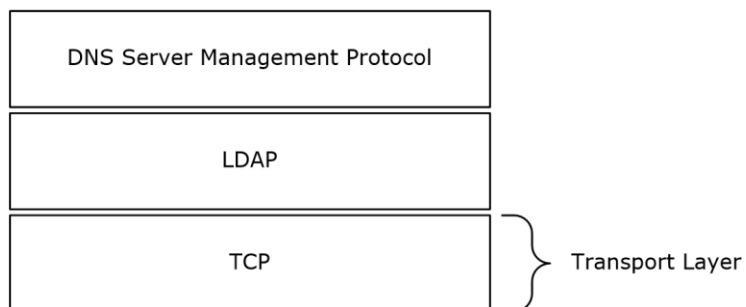 DNS Server Management Protocol
LDAP
TCP
Transport Layer